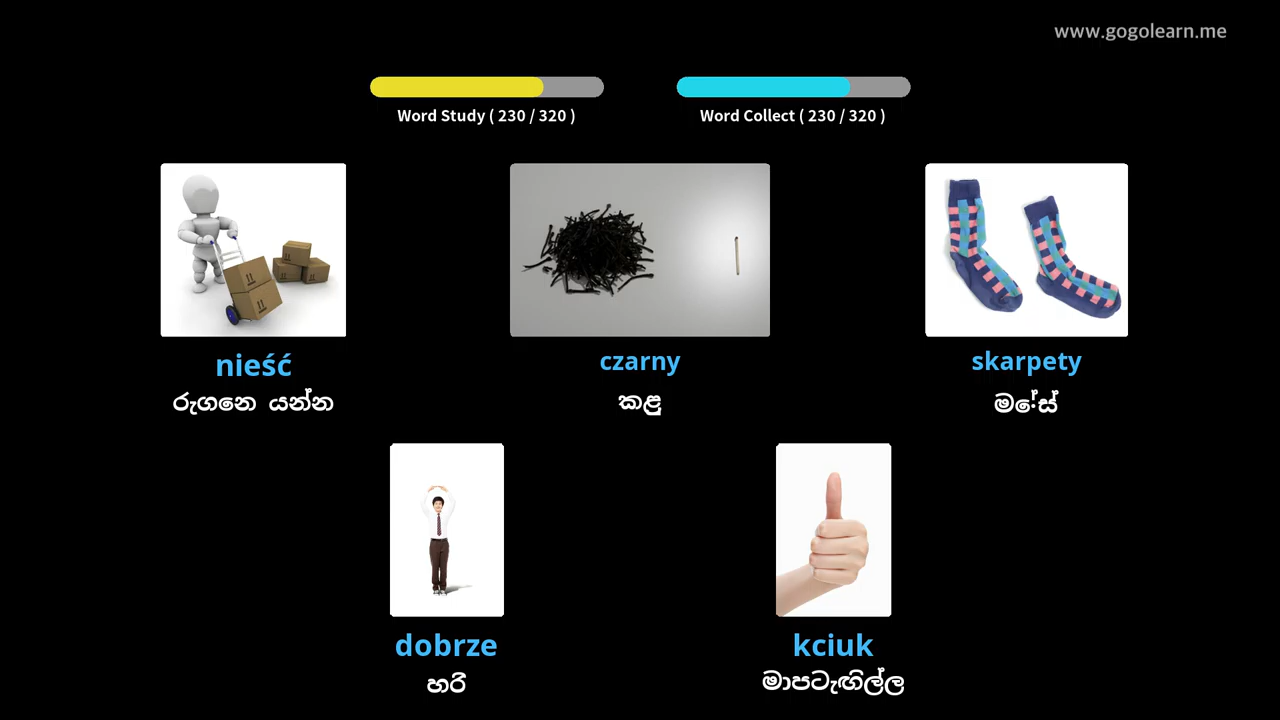 www.gogolearn.me
Word Study ( 230 / 320 )
Word Collect ( 230 / 320 )
nieść
රුගනෙ යන්න
czarny
කළු
skarpety
මේස්
dobrze
හරි
kciuk
මාපටැඟිල්ල